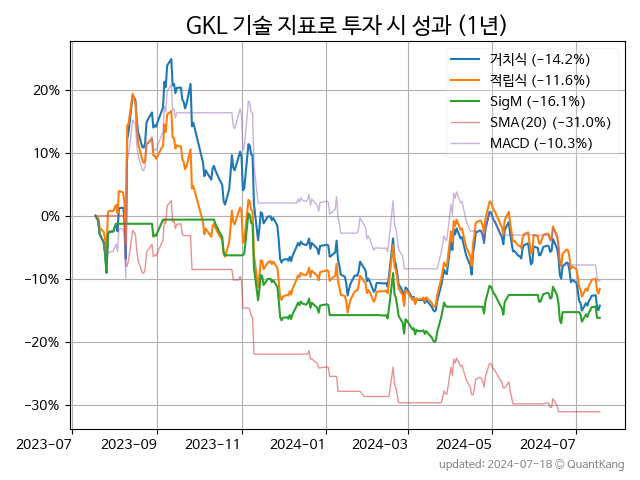 GKL 기술 지표로 투자 시 성과 (1년)
거치식 (−14.2%)
적립식 (−11.6%)
SigM (−16.1%)
SMA(20) (−31.0%)
MACD (−10.3%)
20%
10%
0%
−10%
−20%
−30%
2023-07 2023-09 2023-11 2024-01 2024-03 2024-05 2024-07
updated: 2024-07-18 ⓒ QuantKang